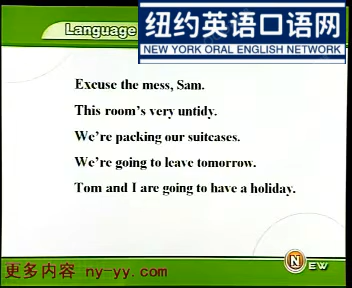 Language
纽约英语口语网
NEW YORK ORAL ENGLISH NETWORK
Excuse the mess, Sam.
This room's very untidy.
We're packing our suitcases.
We're going to leave tomorrow.
Tom and I are going to have a holiday.
NEW
更多内容 ny-yy.com